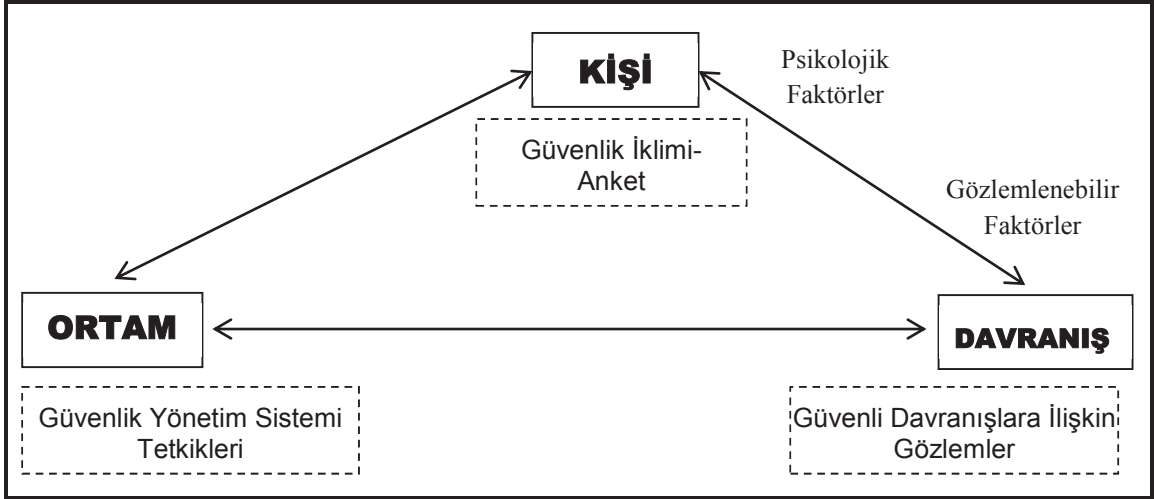 KİŞİ
Psikolojik
Faktörler
Güvenlik İklimi-
Anket
Gözlemlenebilir
Faktörler
ORTAM
DAVRANIŞ
Güvenlik Yönetim Sistemi
Tetkikleri
Güvenli Davranışlara İlişkin
Gözlemler